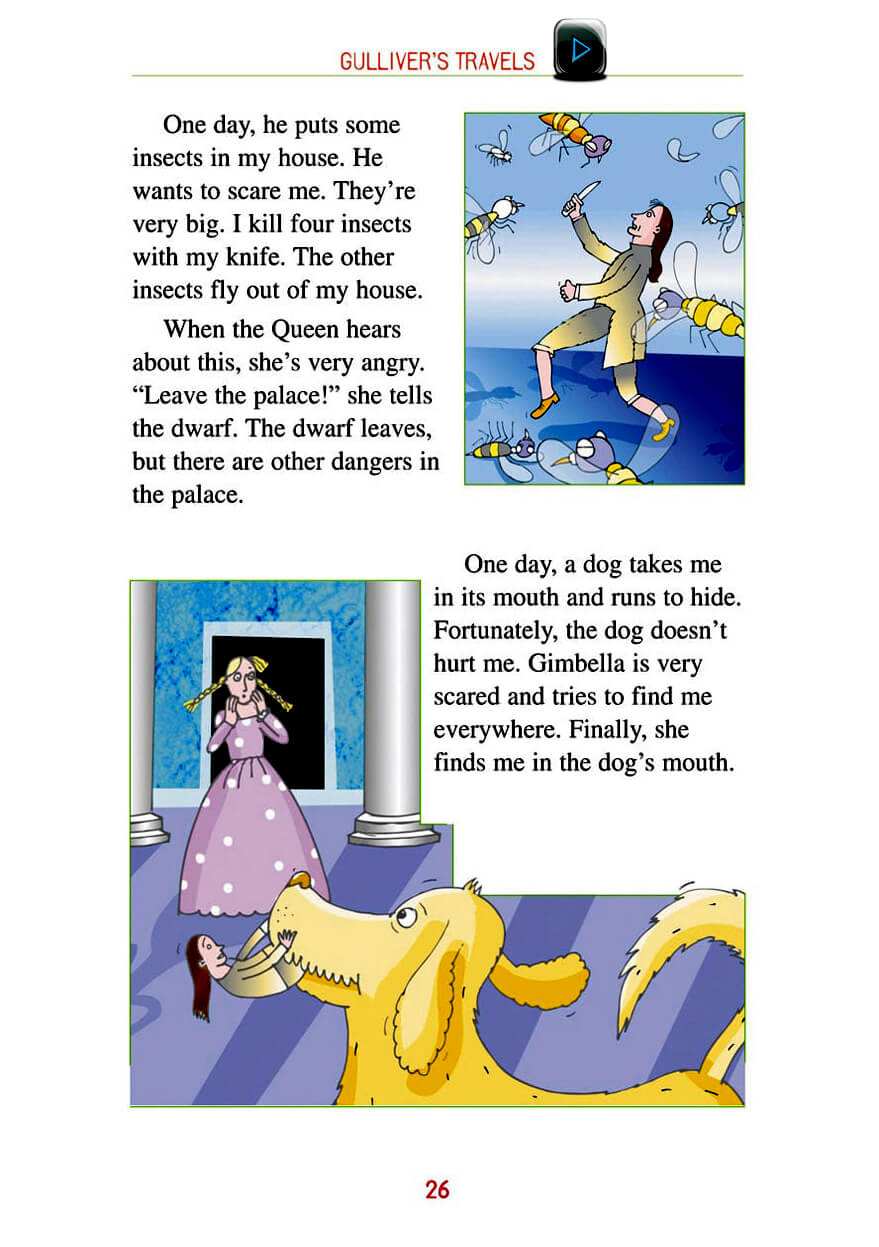 GULLIVER'S TRAVELS
One day, he puts some
insects in my house. He
wants to scare me. They're
very big. I kill four insects
with my knife. The other
insects fly out of my house.
When the Queen hears
about this, she's very angry.
“Leave the palace!” she tells
the dwarf. The dwarf leaves,
but there are other dangers in
the palace.
One day, a dog takes me
in its mouth and runs to hide.
Fortunately, the dog doesn't
hurt me. Gimbella is very
scared and tries to find me
everywhere. Finally, she
finds me in the dog's mouth.
26